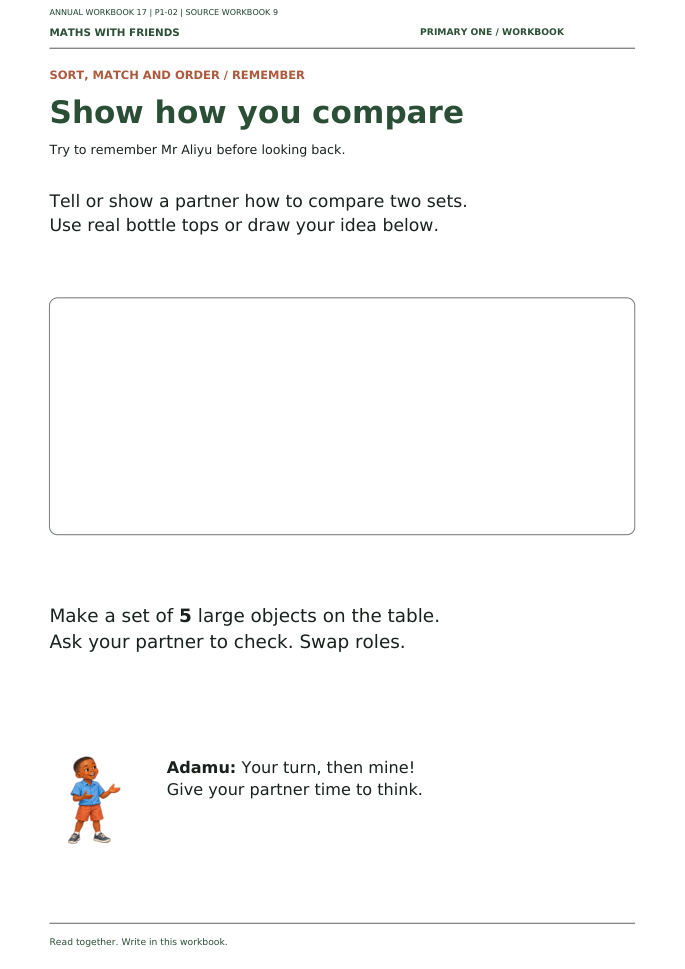 ANNUAL WORKBOOK 17 | P1-02 | SOURCE WORKBOOK 9
MATHS WITH FRIENDS
PRIMARY ONE / WORKBOOK
SORT, MATCH AND ORDER / REMEMBER
Show how you compare
Try to remember Mr Aliyu before looking back.
Tell or show a partner how to compare two sets.
Use real bottle tops or draw your idea below.
Make a set of 5 large objects on the table.
Ask your partner to check. Swap roles.
Adamu: Your turn, then mine!
Give your partner time to think.
Read together. Write in this workbook.